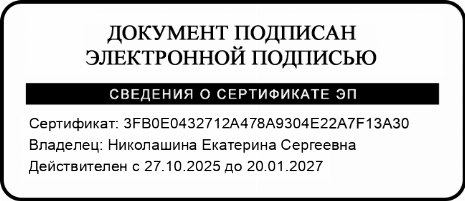 ДОКУМЕНТ ПОДПИСАН
ЭЛЕКТРОННОЙ ПОДПИСЬЮ
СВЕДЕНИЯ О СЕРТИФИКАТЕ ЭП
Сертификат: 3FB0E0432712A478A9304E22A7F13A30
Владелец: Николашина Екатерина Сергеевна
Действителен с 27.10.2025 до 20.01.2027